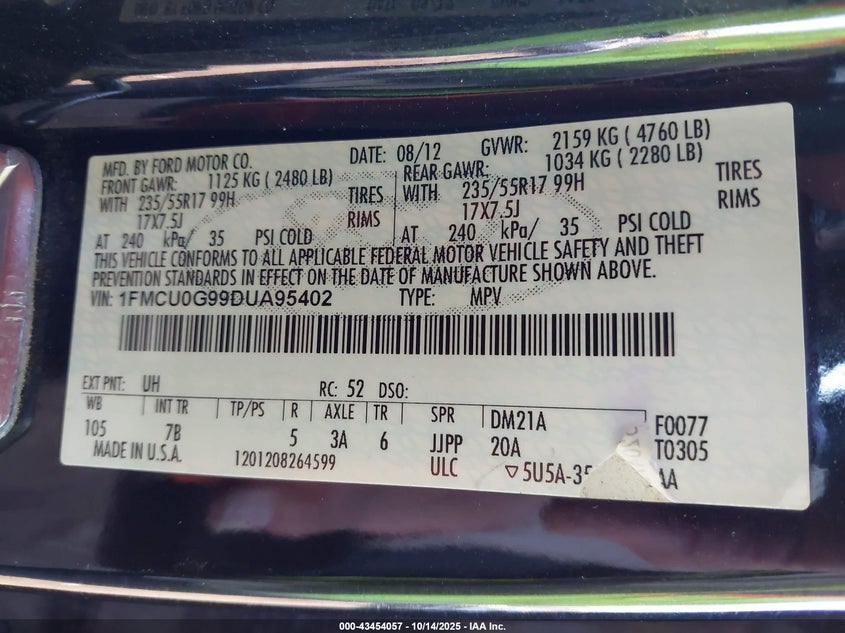 MFD. BY FORD MOTOR CO. DATE: 08/12 GVWR: 2159 KG ( 4760 LB)
FRONT GAWR: 1125 KG ( 2480 LB) REAR GAWR: 1034 KG ( 2280 LB)
WITH 235/55R17 99H TIRES WITH 235/55R17 99H TIRES
17X7.5J RIMS 17X7.5J RIMS
AT 240 kPa/ 35 PSI COLD AT 240 kPa/ 35 PSI COLD
THIS VEHICLE CONFORMS TO ALL APPLICABLE FEDERAL MOTOR VEHICLE SAFETY AND THEFT
PREVENTION STANDARDS IN EFFECT ON THE DATE OF MANUFACTURE SHOWN ABOVE.
VIN: 1FMCU0G99DUA95402 TYPE: MPV
EXT PNT: UH RC: 52 DSO:
WB INT TR TP/PS R AXLE TR SPR DM21A F0077
105 7B 5 3A 6 JJPP 20A T0305
MADE IN U.S.A. 1201208264599 ULC ▽5U5A-35 AA
000-43454057 - 10/14/2025 - IAA Inc.